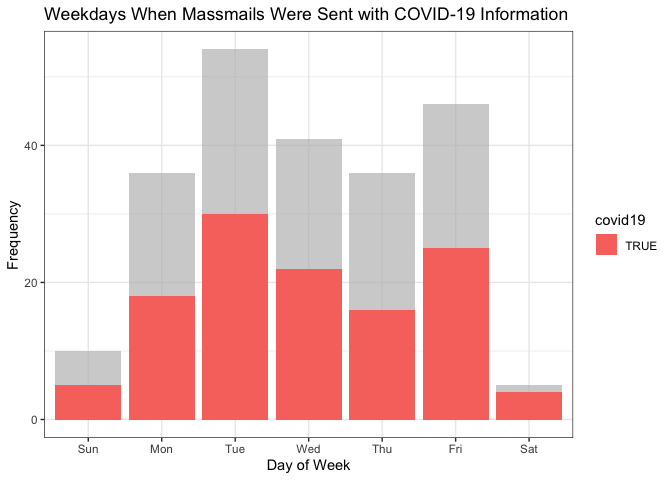 Weekdays When Massmails Were Sent with COVID-19 Information
Frequency
40
20
0
Sun Mon Tue Wed Thu Fri Sat
Day of Week
covid19
TRUE